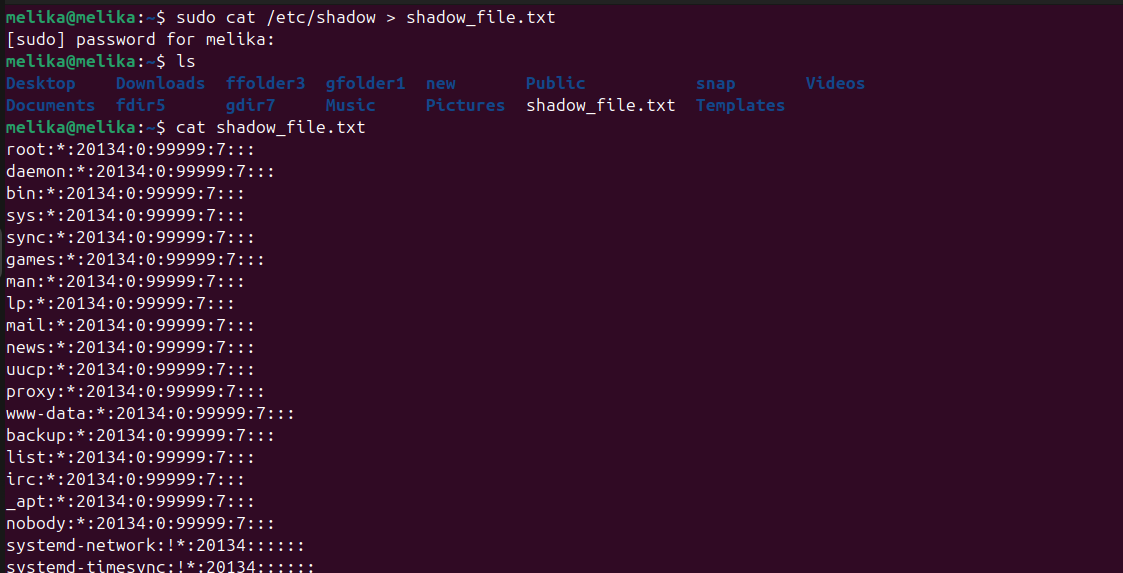 melika@melika:~$ sudo cat /etc/shadow > shadow_file.txt
[sudo] password for melika:
melika@melika:~$ ls
Desktop Downloads ffolder3 gfolder1 new Public snap Videos
Documents fdir5 gdir7 Music Pictures shadow_file.txt Templates
melika@melika:~$ cat shadow_file.txt
root:*:20134:0:99999:7:::
daemon:*:20134:0:99999:7:::
bin:*:20134:0:99999:7:::
sys:*:20134:0:99999:7:::
sync:*:20134:0:99999:7:::
games:*:20134:0:99999:7:::
man:*:20134:0:99999:7:::
lp:*:20134:0:99999:7:::
mail:*:20134:0:99999:7:::
news:*:20134:0:99999:7:::
uucp:*:20134:0:99999:7:::
proxy:*:20134:0:99999:7:::
www-data:*:20134:0:99999:7:::
backup:*:20134:0:99999:7:::
list:*:20134:0:99999:7:::
irc:*:20134:0:99999:7:::
_apt:*:20134:0:99999:7:::
nobody:*:20134:0:99999:7:::
systemd-network:!*:20134::::::
systemd-timesync:!*:20134::::::